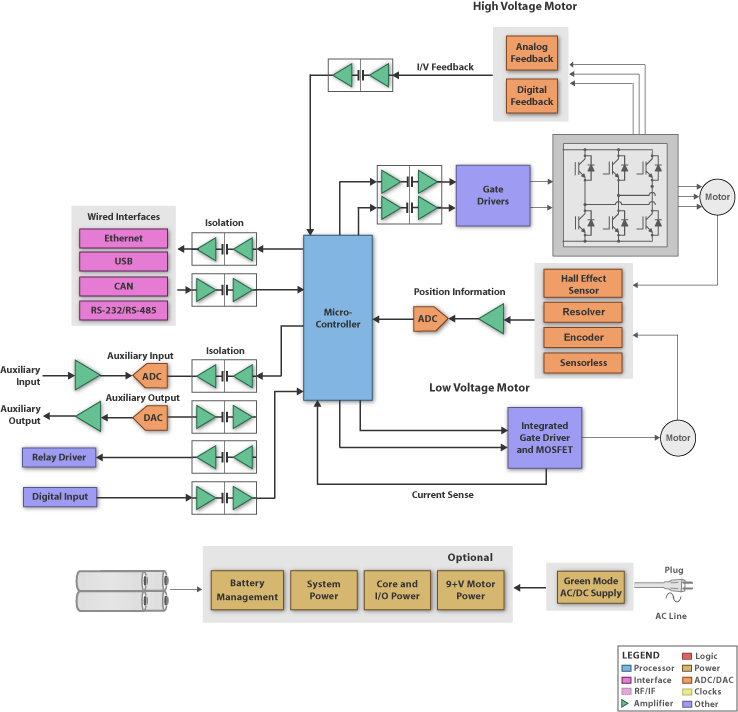 High Voltage Motor
Analog
Feedback
I/V Feedback
Digital
Feedback
Gate
Drivers
Motor
Wired Interfaces
Isolation
Ethernet
USB
CAN
RS-232/RS-485
Micro-
Controller
Position Information
ADC
Hall Effect
Sensor
Resolver
Encoder
Sensorless
Auxiliary
Input
Auxiliary Input
ADC
Isolation
Auxiliary
Output
Auxiliary Output
DAC
Relay Driver
Digital Input
Low Voltage Motor
Integrated
Gate Driver
and MOSFET
Motor
Current Sense
Optional
Battery
Management
System
Power
Core and
I/O Power
9+V Motor
Power
Green Mode
AC/DC Supply
Plug
AC Line
LEGEND
Processor
Interface
RF/IF
Amplifier
Logic
Power
ADC/DAC
Clocks
Other